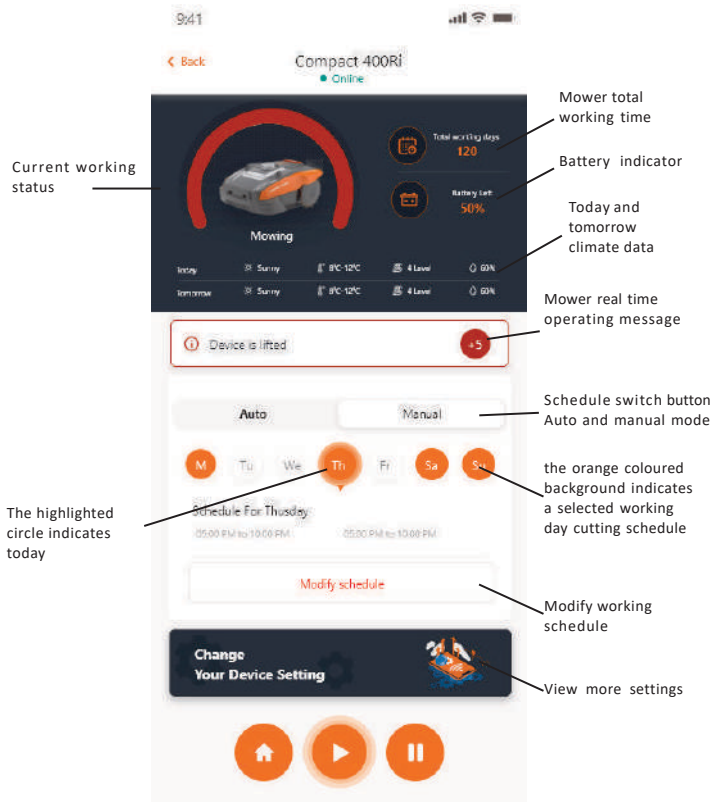 9:41
Back
Compact 400Ri
Online
Mower total
working time
Total working days
120
Current working
status
Battery indicator
Battery Left
50%
Today and
tomorrow
climate data
Mowing
Today Sunny 8°C-12°C 4 Level 60%
Tomorrow Sunny 8°C-12°C 4 Level 60%
Mower real time
operating message
Device is lifted +5
Schedule switch button
Auto and manual mode
Auto Manual
M Tu We Th Fr Sa Su
the orange coloured
background indicates
a selected working
day cutting schedule
The highlighted
circle indicates
today
Schedule For Thusday
05:00 PM to 10:00 PM 05:00 PM to 10:00 PM
Modify schedule
Modify working
schedule
Change
Your Device Setting
View more settings